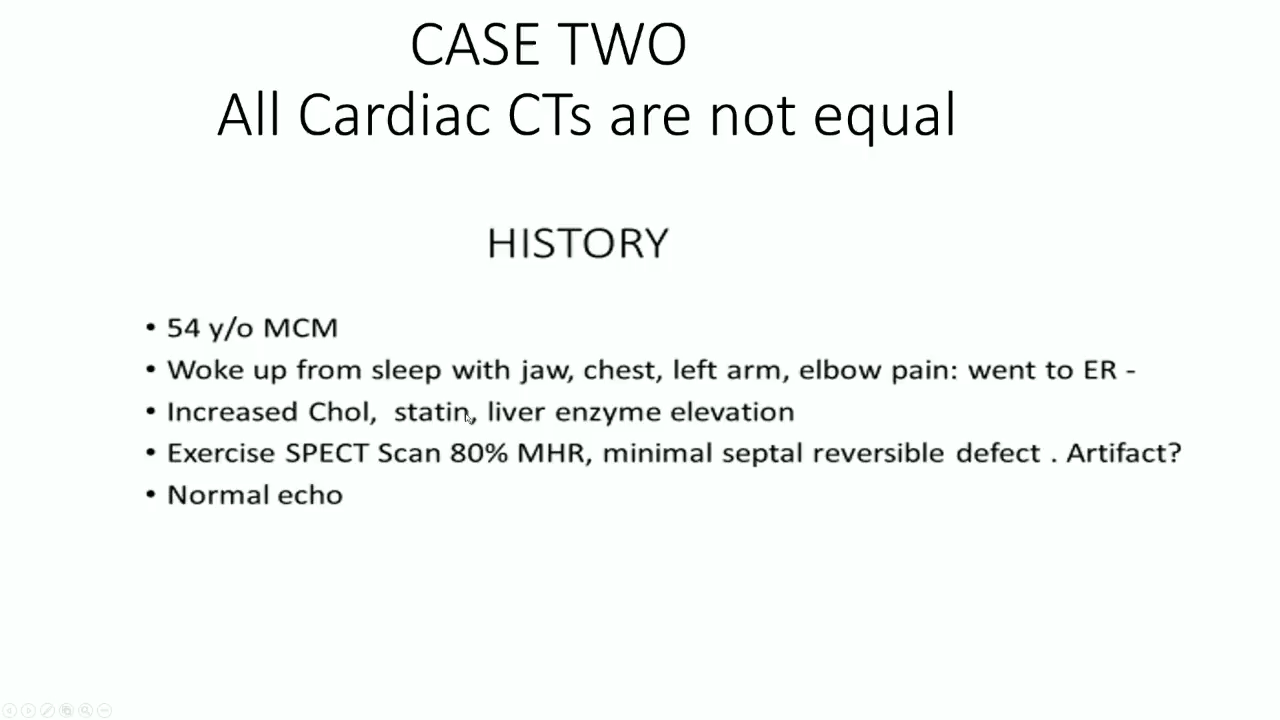 CASE TWO
All Cardiac CTs are not equal
HISTORY
• 54 y/o MCM
• Woke up from sleep with jaw, chest, left arm, elbow pain: went to ER -
• Increased Chol, statin, liver enzyme elevation
• Exercise SPECT Scan 80% MHR, minimal septal reversible defect . Artifact?
• Normal echo